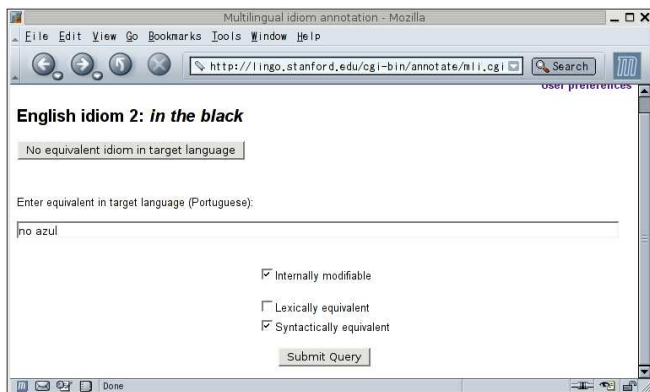 Multilingual idiom annotation - Mozilla
File Edit View Go Bookmarks Tools Window Help
http://lingo.stanford.edu/cgi-bin/annotate/mli.cgi Search
User preferences
English idiom 2: in the black
No equivalent idiom in target language
Enter equivalent in target language (Portuguese):
no azul
Internally modifiable
Lexically equivalent
Syntactically equivalent
Submit Query
Done